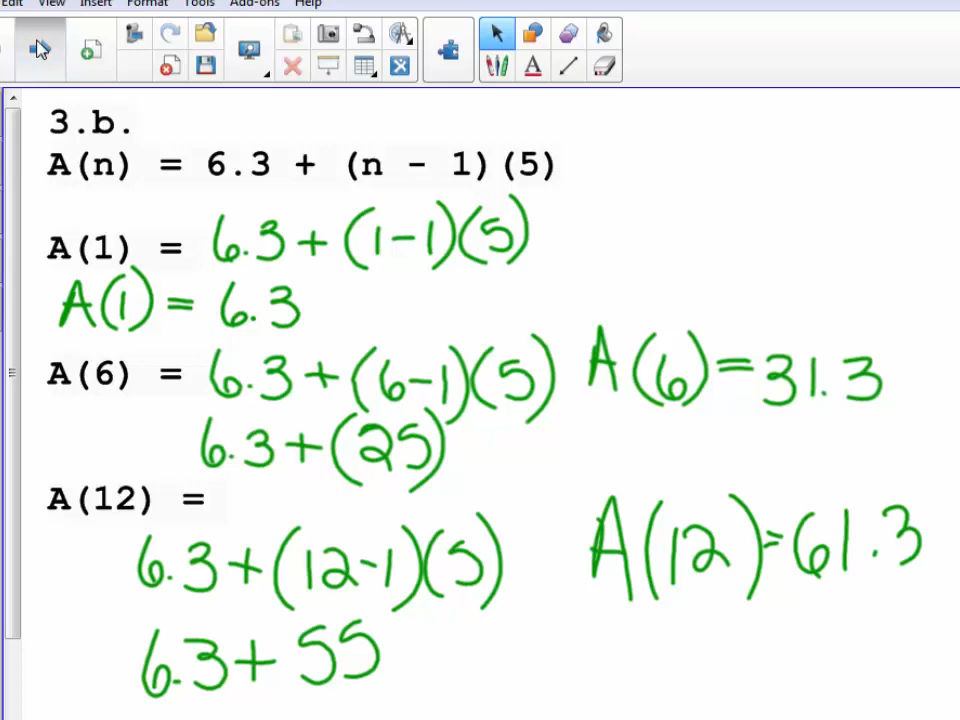 Edit View Insert Format Tools Add-ons Help
3.b.
A(n) = 6.3 + (n - 1)(5)
A(1) = 6.3+(1-1)(5)
A(1) = 6.3
A(6) = 6.3+(6-1)(5) A(6)=31.3
6.3+(25)
A(12) =
6.3+(12-1)(5) A(12)=61.3
6.3+ 55